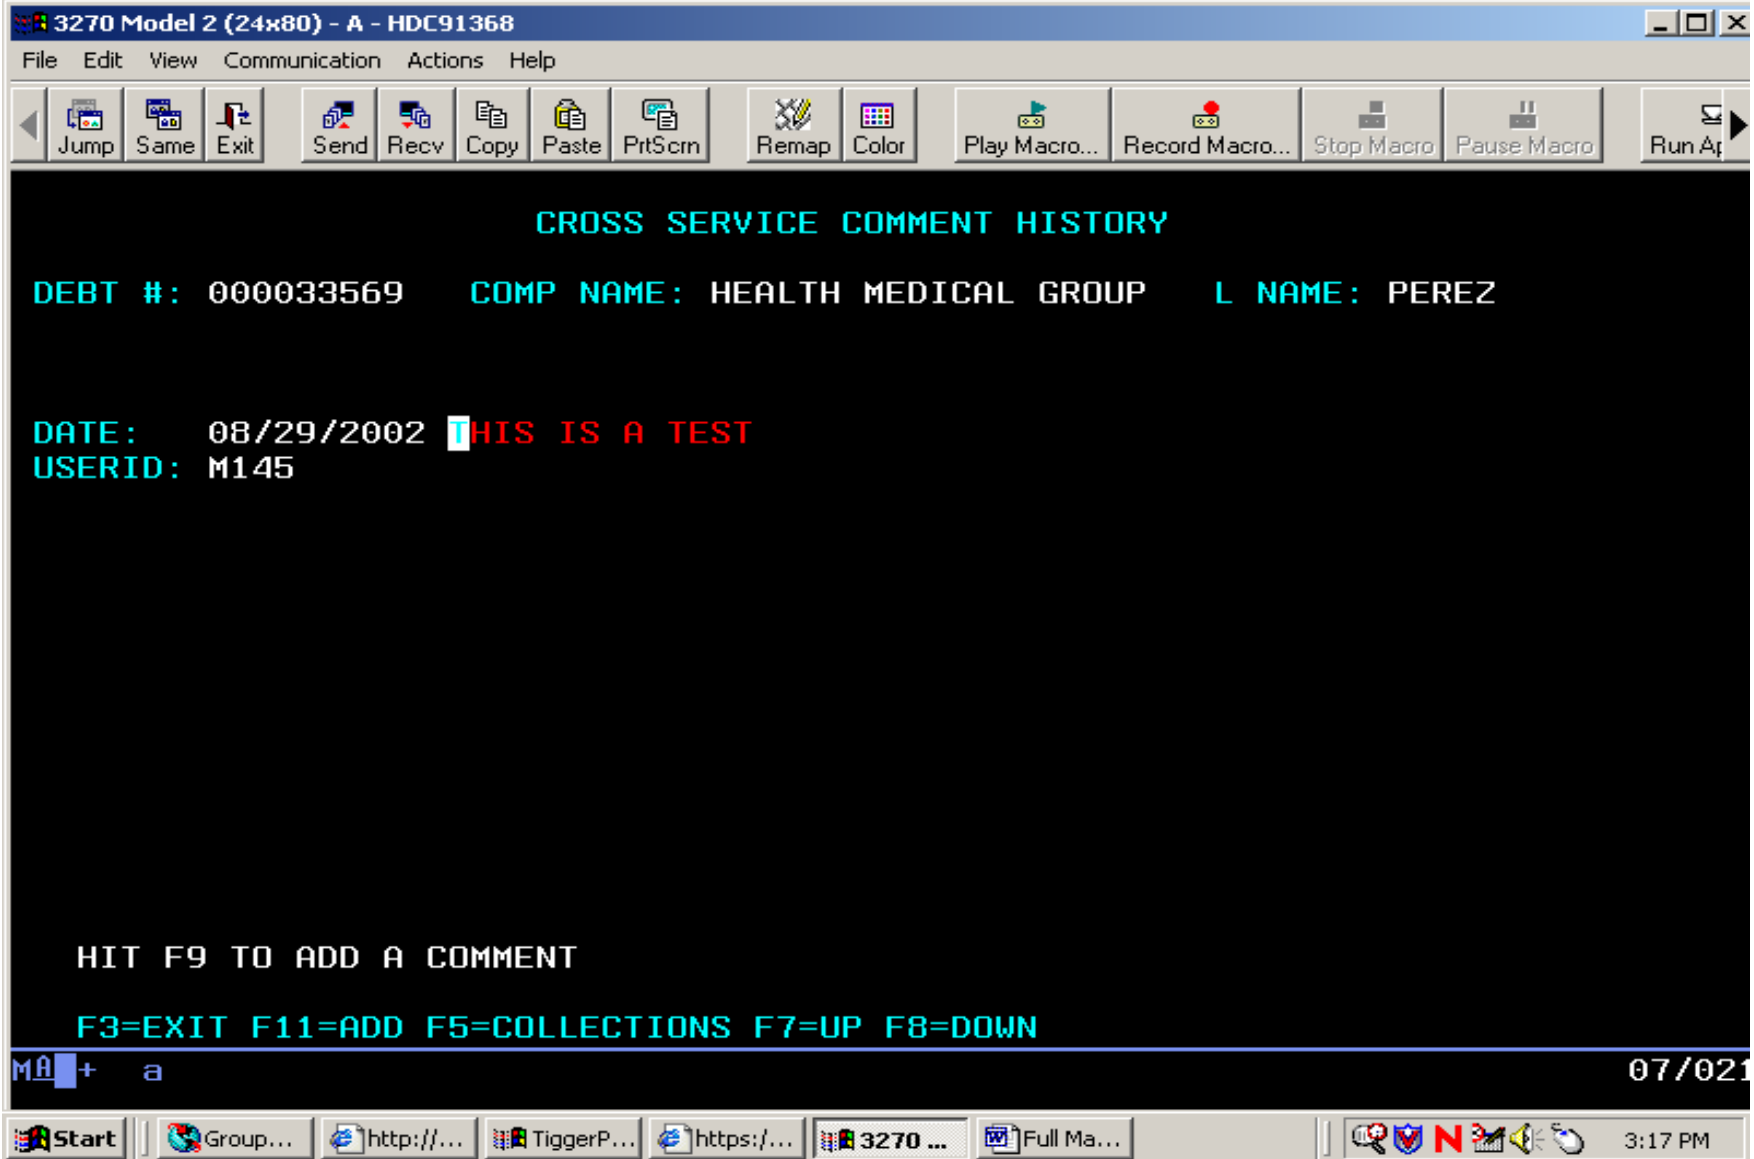 3270 Model 2 (24x80) - A - HDC91368
File Edit View Communication Actions Help
Jump Same Exit Send Recv Copy Paste PrtScrn Remap Color Play Macro... Record Macro... Stop Macro Pause Macro Run Ap
CROSS SERVICE COMMENT HISTORY
DEBT #: 000033569 COMP NAME: HEALTH MEDICAL GROUP L NAME: PEREZ
DATE: 08/29/2002 THIS IS A TEST
USERID: M145
HIT F9 TO ADD A COMMENT
F3=EXIT F11=ADD F5=COLLECTIONS F7=UP F8=DOWN
MA + a 07/021
Start Group... http://... TiggerP... https:/... 3270 ... Full Ma... N 3:17 PM